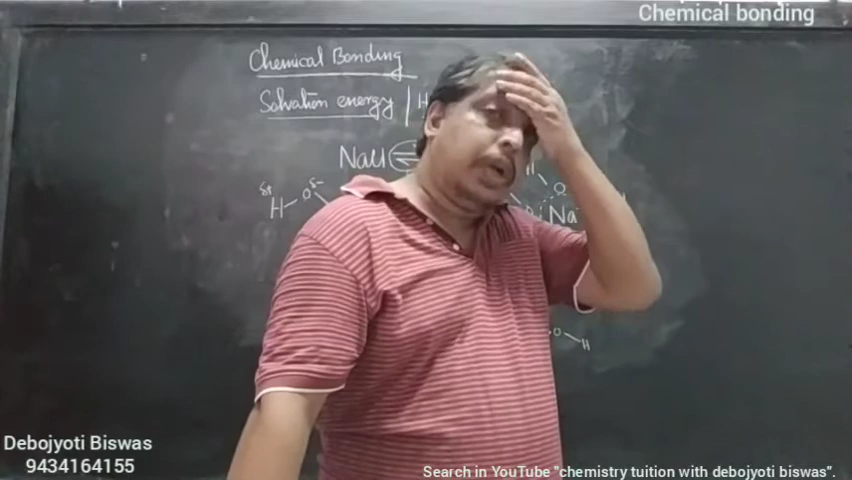 Chemical bonding
Chemical Bonding
Solvation energy | H
NaCl
δ+ δ-
H-O
H
O
Na
O-H
Debojyoti Biswas
9434164155
Search in YouTube "chemistry tuition with debojyoti biswas".